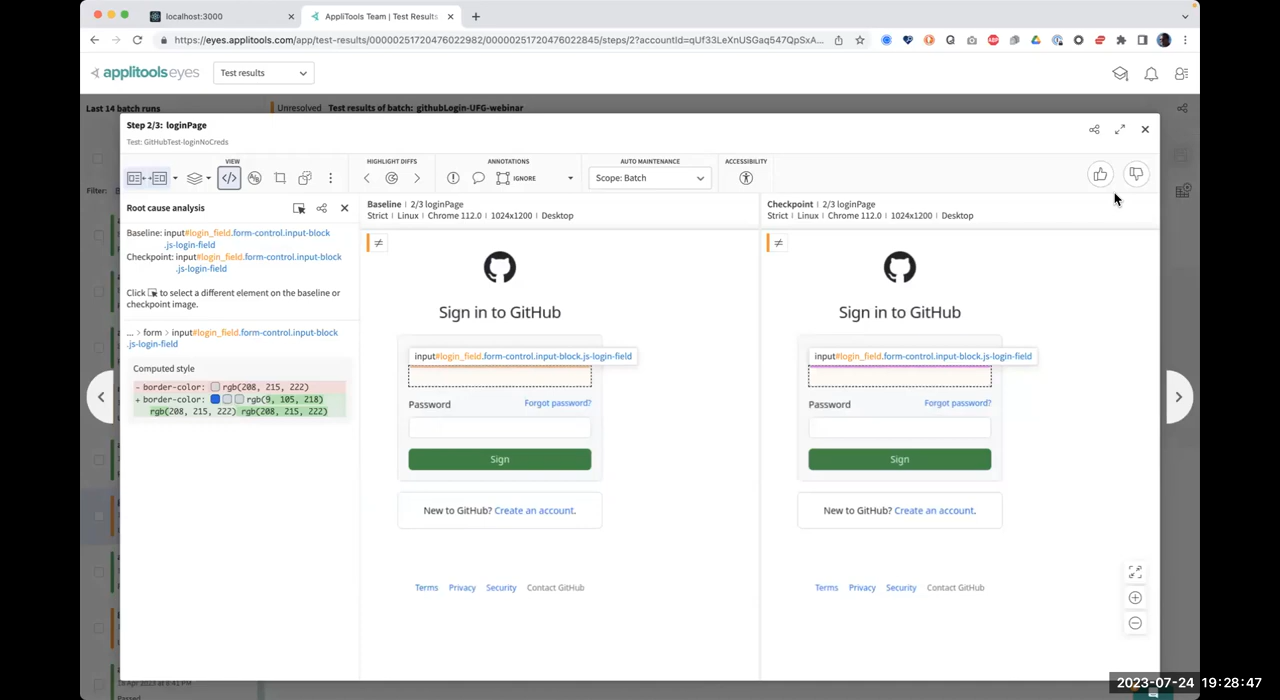 localhost:3000
AppliTools Team | Test Results
https://eyes.applitools.com/app/test-results/00000251720476022982/00000251720476022845/steps/2?accountId=qUf33LeXnUSGaq547QpSxA...
applitools eyes
Test results
Last 14 batch runs
Unresolved Test results of batch: githubLogin-UFG-webinar
Step 2/3: loginPage
Test: GitHubTest-loginNoCreds
VIEW
HIGHLIGHT DIFFS
ANNOTATIONS
AUTO MAINTENANCE
ACCESSIBILITY
IGNORE
Scope: Batch
Filter:
Root cause analysis
Baseline: input#login_field.form-control.input-block
.js-login-field
Checkpoint: input#login_field.form-control.input-block
.js-login-field
Click to select a different element on the baseline or
checkpoint image.
... > form > input#login_field.form-control.input-block
.js-login-field
Computed style
- border-color: rgb(208, 215, 222)
+ border-color: rgb(9, 105, 218)
rgb(208, 215, 222) rgb(208, 215, 222)
Baseline | 2/3 loginPage
Strict | Linux | Chrome 112.0 | 1024x1200 | Desktop
≠
Sign in to GitHub
input#login_field.form-control.input-block.js-login-field
Password
Forgot password?
Sign
New to GitHub? Create an account.
Terms Privacy Security Contact GitHub
Checkpoint | 2/3 loginPage
Strict | Linux | Chrome 112.0 | 1024x1200 | Desktop
≠
Sign in to GitHub
input#login_field.form-control.input-block.js-login-field
Password
Forgot password?
Sign
New to GitHub? Create an account.
Terms Privacy Security Contact GitHub
Passed
2023-07-24 19:28:47